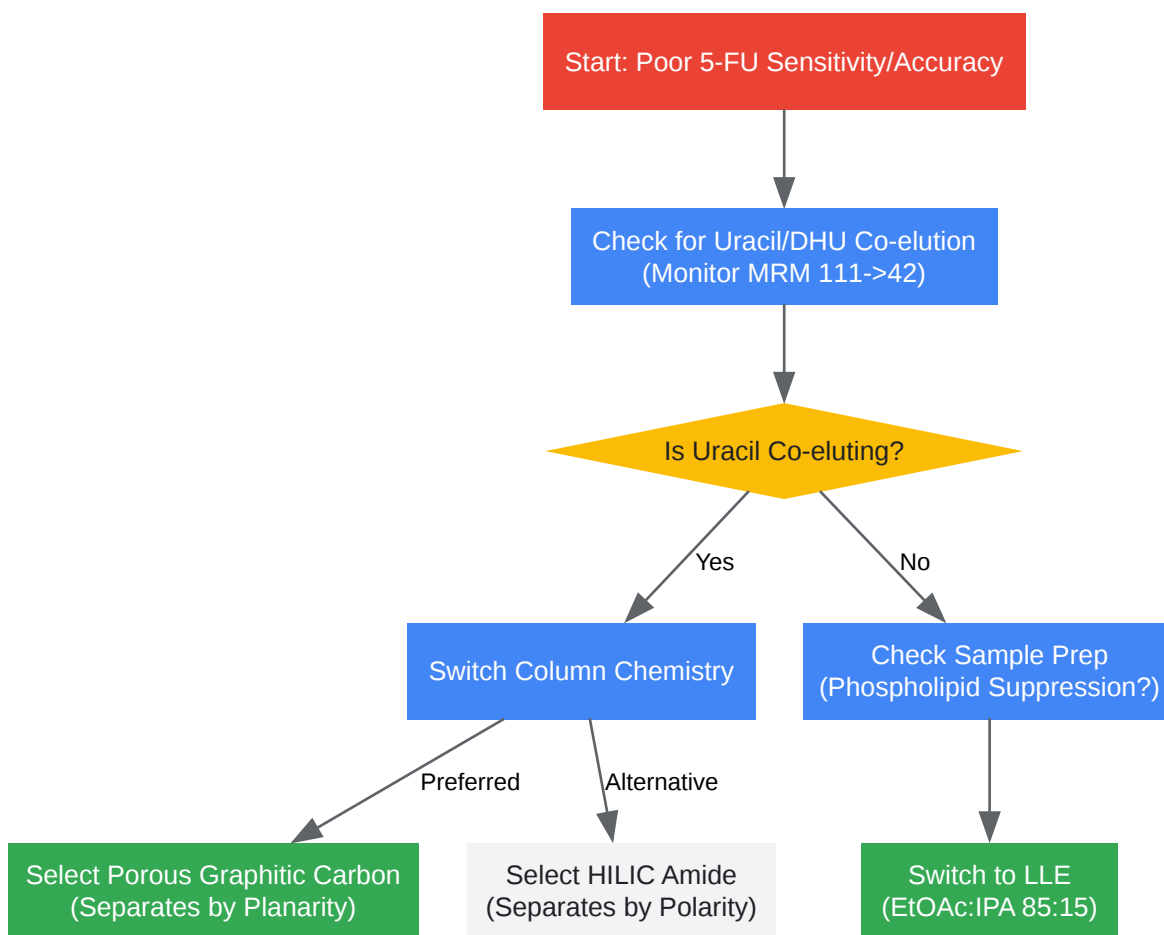 Start: Poor 5-FU Sensitivity/Accuracy
Check for Uracil/DHU Co-elution
(Monitor MRM 111->42)
Is Uracil Co-eluting?
Yes
No
Switch Column Chemistry
Check Sample Prep
(Phospholipid Suppression?)
Preferred
Alternative
Select Porous Graphitic Carbon
(Separates by Planarity)
Select HILIC Amide
(Separates by Polarity)
Switch to LLE
(EtOAc:IPA 85:15)